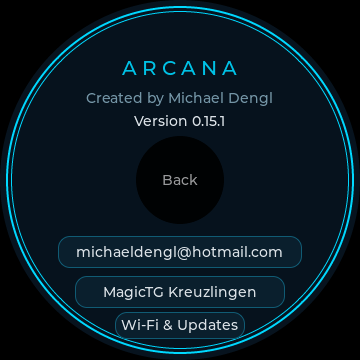 ARCANA
Created by Michael Dengl
Version 0.15.1
Back
michaeldengl@hotmail.com
MagicTG Kreuzlingen
Wi-Fi & Updates